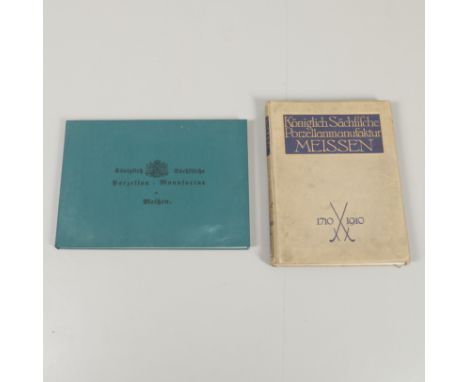 Königlich Sächsische
Porzellan - Manufactur
Meißen.
Königlich Sächsische
Porzellanmanufaktur
MEISSEN
1710 1910